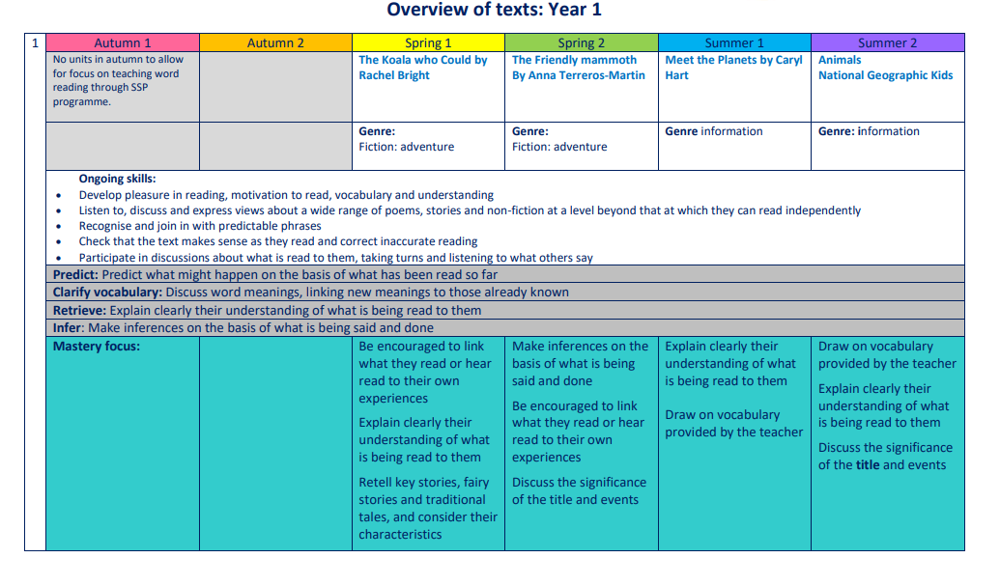 Overview of texts: Year 1
1
Autumn 1
Autumn 2
Spring 1
Spring 2
Summer 1
Summer 2
No units in autumn to allow
for focus on teaching word
reading through SSP
programme.
The Koala who Could by
Rachel Bright
The Friendly mammoth
By Anna Terreros-Martin
Meet the Planets by Caryl
Hart
Animals
National Geographic Kids
Genre:
Fiction: adventure
Genre:
Fiction: adventure
Genre information
Genre: information
Ongoing skills:
• Develop pleasure in reading, motivation to read, vocabulary and understanding
• Listen to, discuss and express views about a wide range of poems, stories and non-fiction at a level beyond that at which they can read independently
• Recognise and join in with predictable phrases
• Check that the text makes sense as they read and correct inaccurate reading
• Participate in discussions about what is read to them, taking turns and listening to what others say
Predict: Predict what might happen on the basis of what has been read so far
Clarify vocabulary: Discuss word meanings, linking new meanings to those already known
Retrieve: Explain clearly their understanding of what is being read to them
Infer: Make inferences on the basis of what is being said and done
Mastery focus:
Be encouraged to link
what they read or hear
read to their own
experiences
Explain clearly their
understanding of what
is being read to them
Retell key stories, fairy
stories and traditional
tales, and consider their
characteristics
Make inferences on the
basis of what is being
said and done
Be encouraged to link
what they read or hear
read to their own
experiences
Discuss the significance
of the title and events
Explain clearly their
understanding of what
is being read to them
Draw on vocabulary
provided by the teacher
Draw on vocabulary
provided by the teacher
Explain clearly their
understanding of what
is being read to them
Discuss the significance
of the title and events